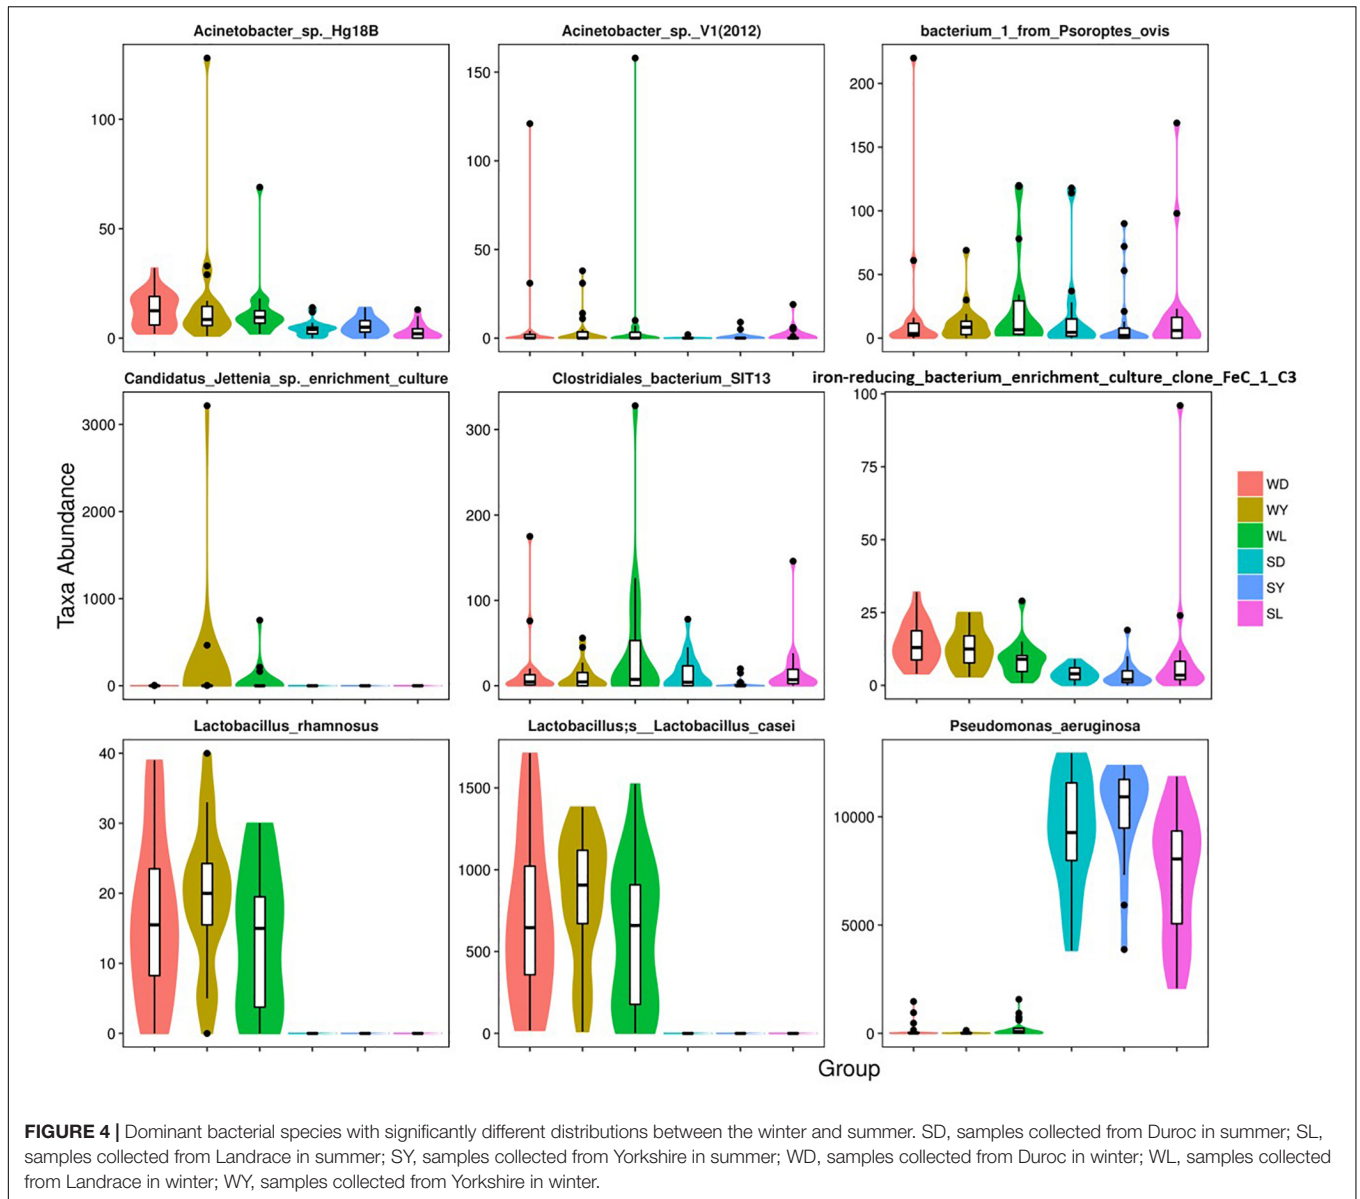 Acinetobacter_sp._Hg18B
Acinetobacter_sp._V1(2012)
bacterium_1_from_Psoroptes_ovis
100
50
0
150
100
50
0
200
150
100
50
0
Candidatus_Jettenia_sp._enrichment_culture
Clostridiales_bacterium_SIT13
iron-reducing_bacterium_enrichment_culture_clone_FeC_1_C3
Taxa Abundance
3000
2000
1000
0
300
200
100
0
100
75
50
25
0
WD
WY
WL
SD
SY
SL
Lactobacillus_rhamnosus
Lactobacillus;s__Lactobacillus_casei
Pseudomonas_aeruginosa
40
30
20
10
0
1500
1000
500
0
10000
5000
0
Group
FIGURE 4 | Dominant bacterial species with significantly different distributions between the winter and summer. SD, samples collected from Duroc in summer; SL,
samples collected from Landrace in summer; SY, samples collected from Yorkshire in summer; WD, samples collected from Duroc in winter; WL, samples collected
from Landrace in winter; WY, samples collected from Yorkshire in winter.